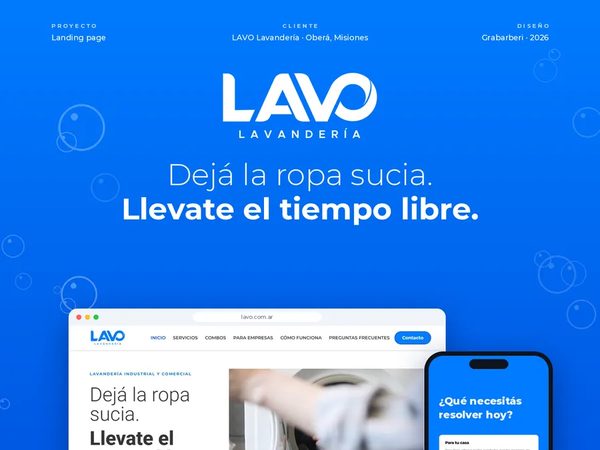 PROYECTO
Landing page
CLIENTE
LAVO Lavandería · Oberá, Misiones
DISEÑO
Grabarberi · 2026
LAVO
LAVANDERÍA
Dejá la ropa sucia.
Llevate el tiempo libre.
lavo.com.ar
LAVO
LAVANDERÍA
INICIO SERVICIOS COMBOS PARA EMPRESAS CÓMO FUNCIONA PREGUNTAS FRECUENTES Contacto
LAVANDERÍA INDUSTRIAL Y COMERCIAL
Dejá la ropa
sucia.
Llevate el
¿Qué necesitás
resolver hoy?
Para tu casa